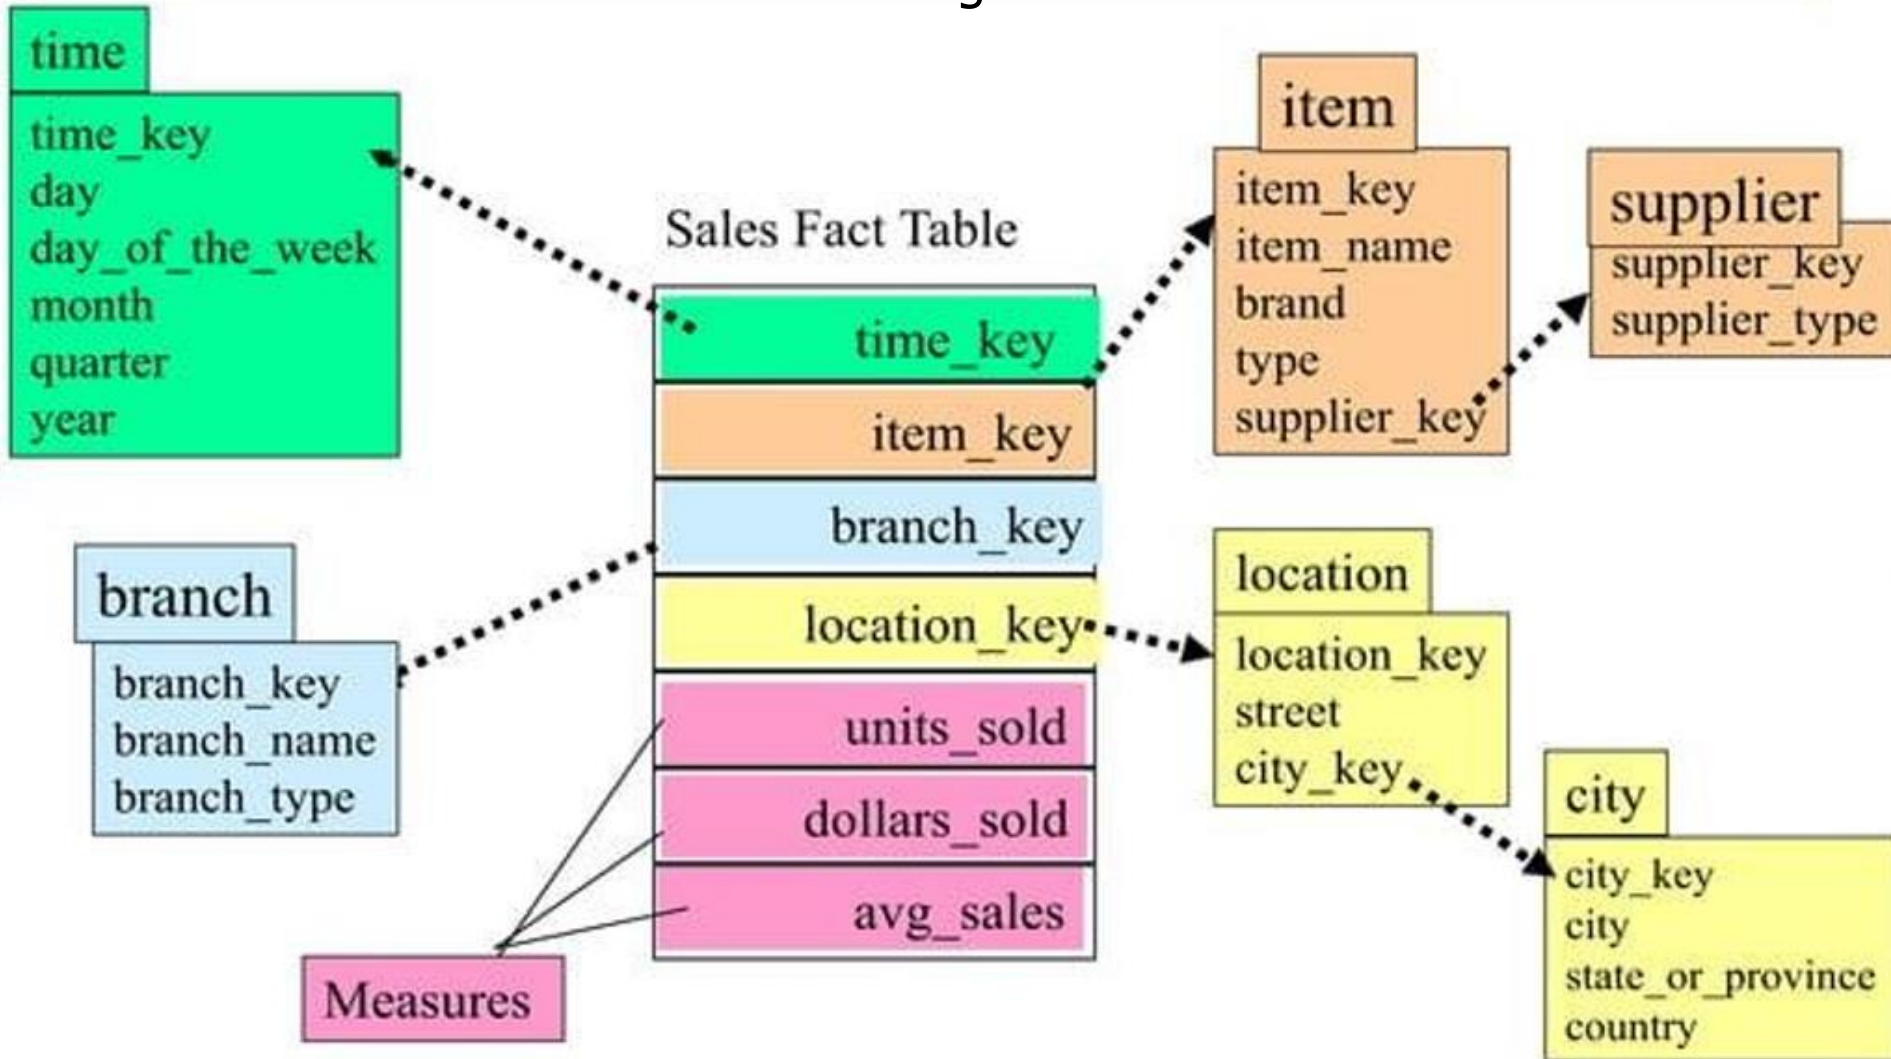 time
time_key
day
day_of_the_week
month
quarter
year
branch
branch_key
branch_name
branch_type
Sales Fact Table
time_key
item_key
branch_key
location_key
units_sold
dollars_sold
avg_sales
Measures
item
item_key
item_name
brand
type
supplier_key
supplier
supplier_key
supplier_type
location
location_key
street
city_key
city
city_key
city
state_or_province
country